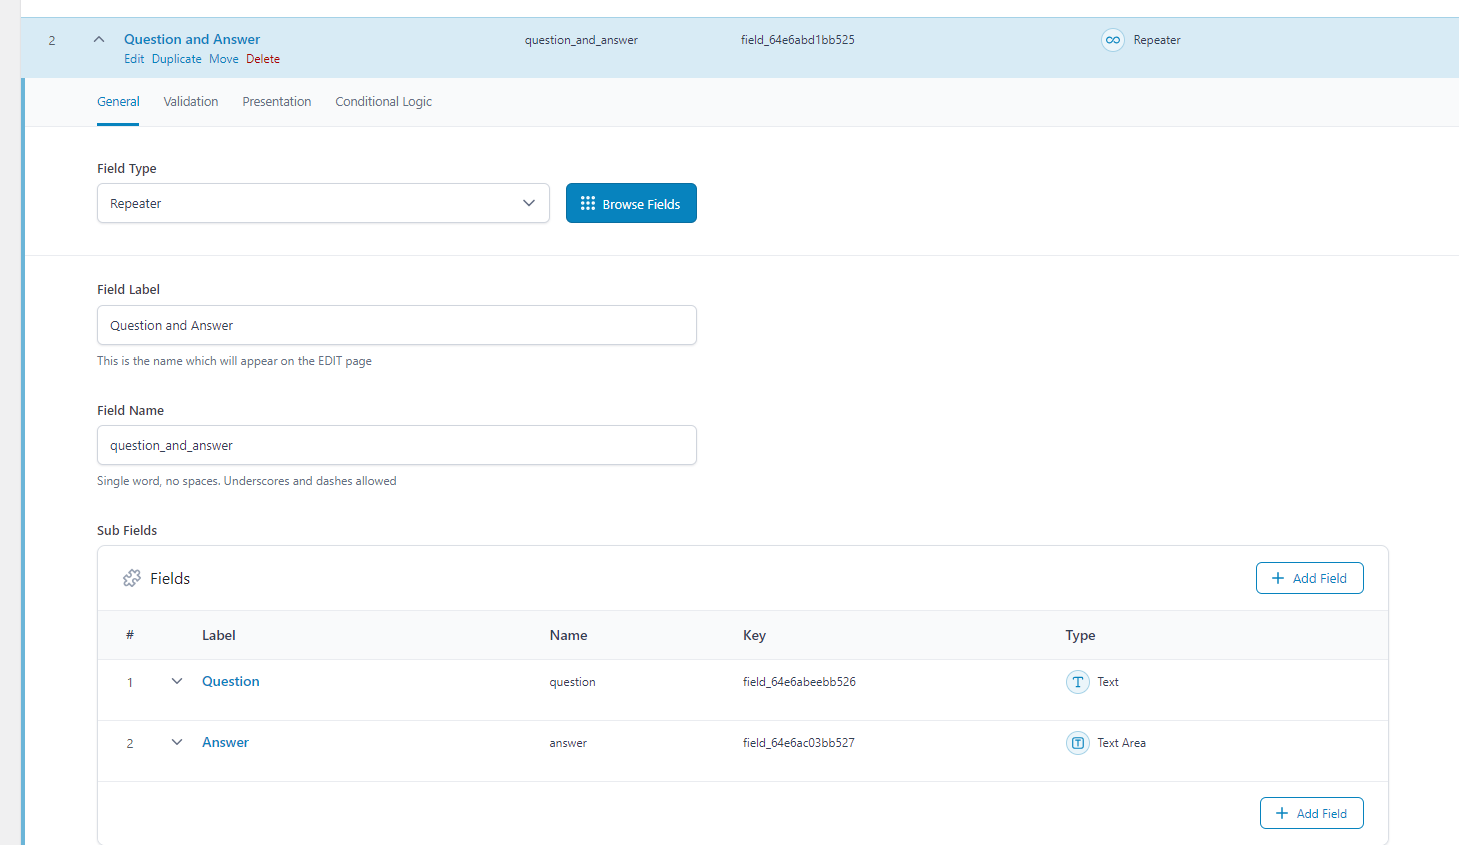 2 Question and Answer question_and_answer field_64e6abd1bb525 Repeater
Edit Duplicate Move Delete
General Validation Presentation Conditional Logic
Field Type
Repeater Browse Fields
Field Label
Question and Answer
This is the name which will appear on the EDIT page
Field Name
question_and_answer
Single word, no spaces. Underscores and dashes allowed
Sub Fields
Fields + Add Field
# Label Name Key Type
1 Question question field_64e6abeebb526 T Text
2 Answer answer field_64e6ac03bb527 T Text Area
+ Add Field